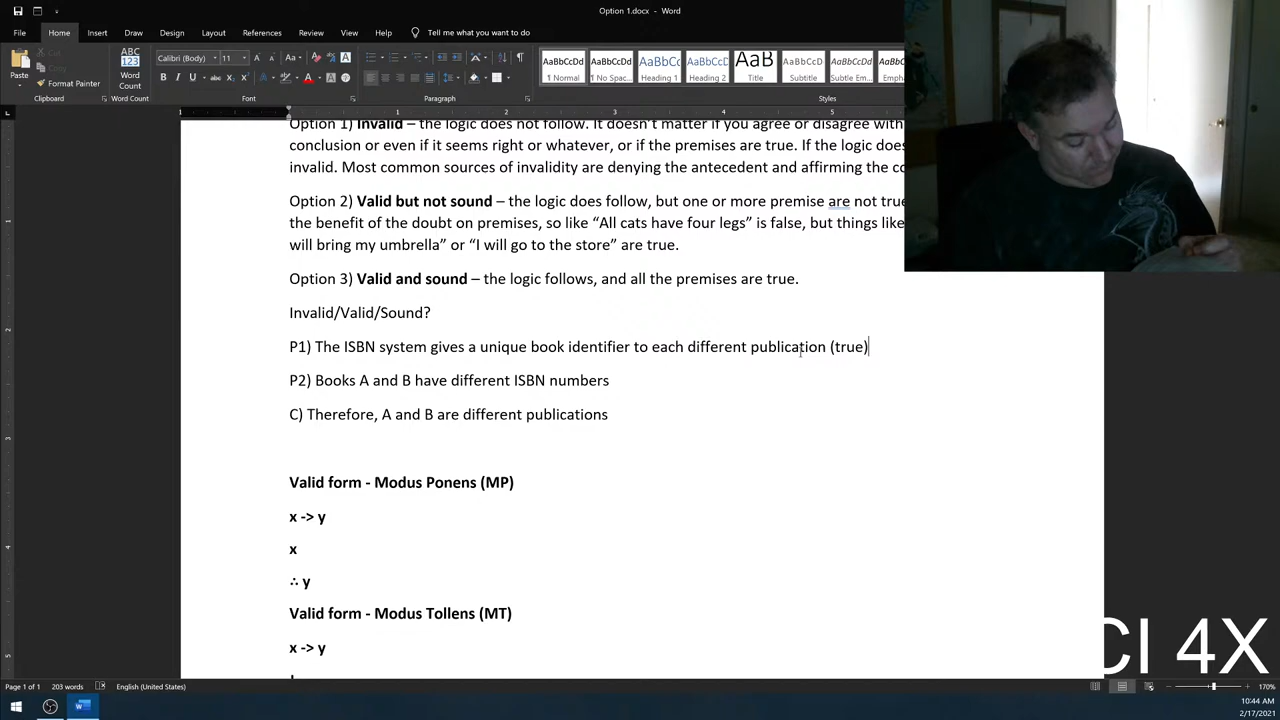 Option 1.docx - Word
File Home Insert Draw Design Layout References Review View Help Tell me what you want to do
Paste
Cut
Copy
Format Painter
Clipboard
ABC
123
Word
Count
Word Count
Calibri (Body) 11
Font
Paragraph
AaBbCcDd AaBbCcDd AaBbCc AaBbCcD AaB AaBbCcD AaBbCcDd AaBbCcDd
1 Normal 1 No Spac... Heading 1 Heading 2 Title Subtitle Subtle Em... Emph
Styles
Option 1) Invalid – the logic does not follow. It doesn't matter if you agree or disagree with
conclusion or even if it seems right or whatever, or if the premises are true. If the logic does
invalid. Most common sources of invalidity are denying the antecedent and affirming the co
Option 2) Valid but not sound – the logic does follow, but one or more premise are not true
the benefit of the doubt on premises, so like “All cats have four legs” is false, but things like
will bring my umbrella” or “I will go to the store” are true.
Option 3) Valid and sound – the logic follows, and all the premises are true.
Invalid/Valid/Sound?
P1) The ISBN system gives a unique book identifier to each different publication (true)
P2) Books A and B have different ISBN numbers
C) Therefore, A and B are different publications
Valid form - Modus Ponens (MP)
x -> y
x
∴ y
Valid form - Modus Tollens (MT)
x -> y
CI 4X
Page 1 of 1 203 words English (United States) 170%
10:44 AM
2/17/2021